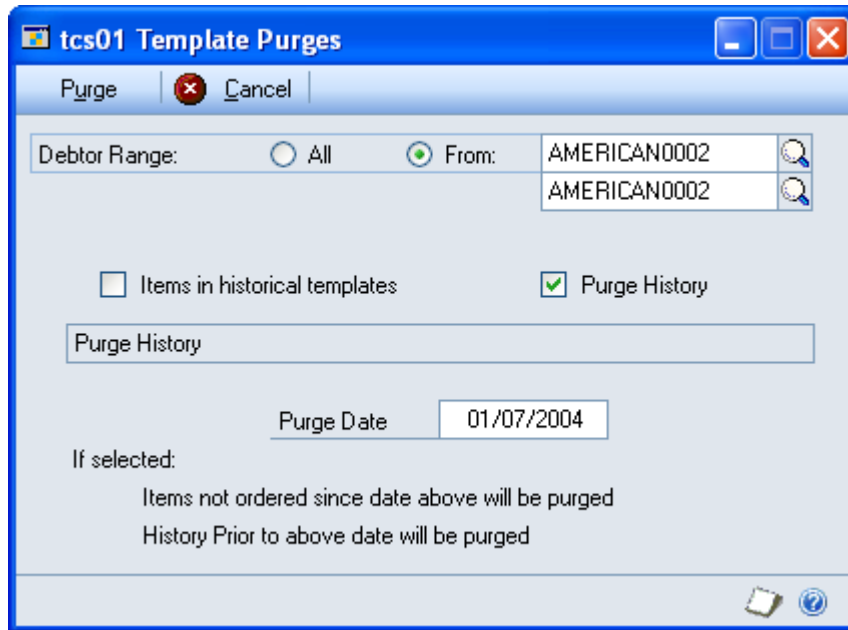 tcs01 Template Purges
Purge Cancel
Debtor Range: All From: AMERICAN0002
AMERICAN0002
Items in historical templates Purge History
Purge History
Purge Date 01/07/2004
If selected:
Items not ordered since date above will be purged
History Prior to above date will be purged